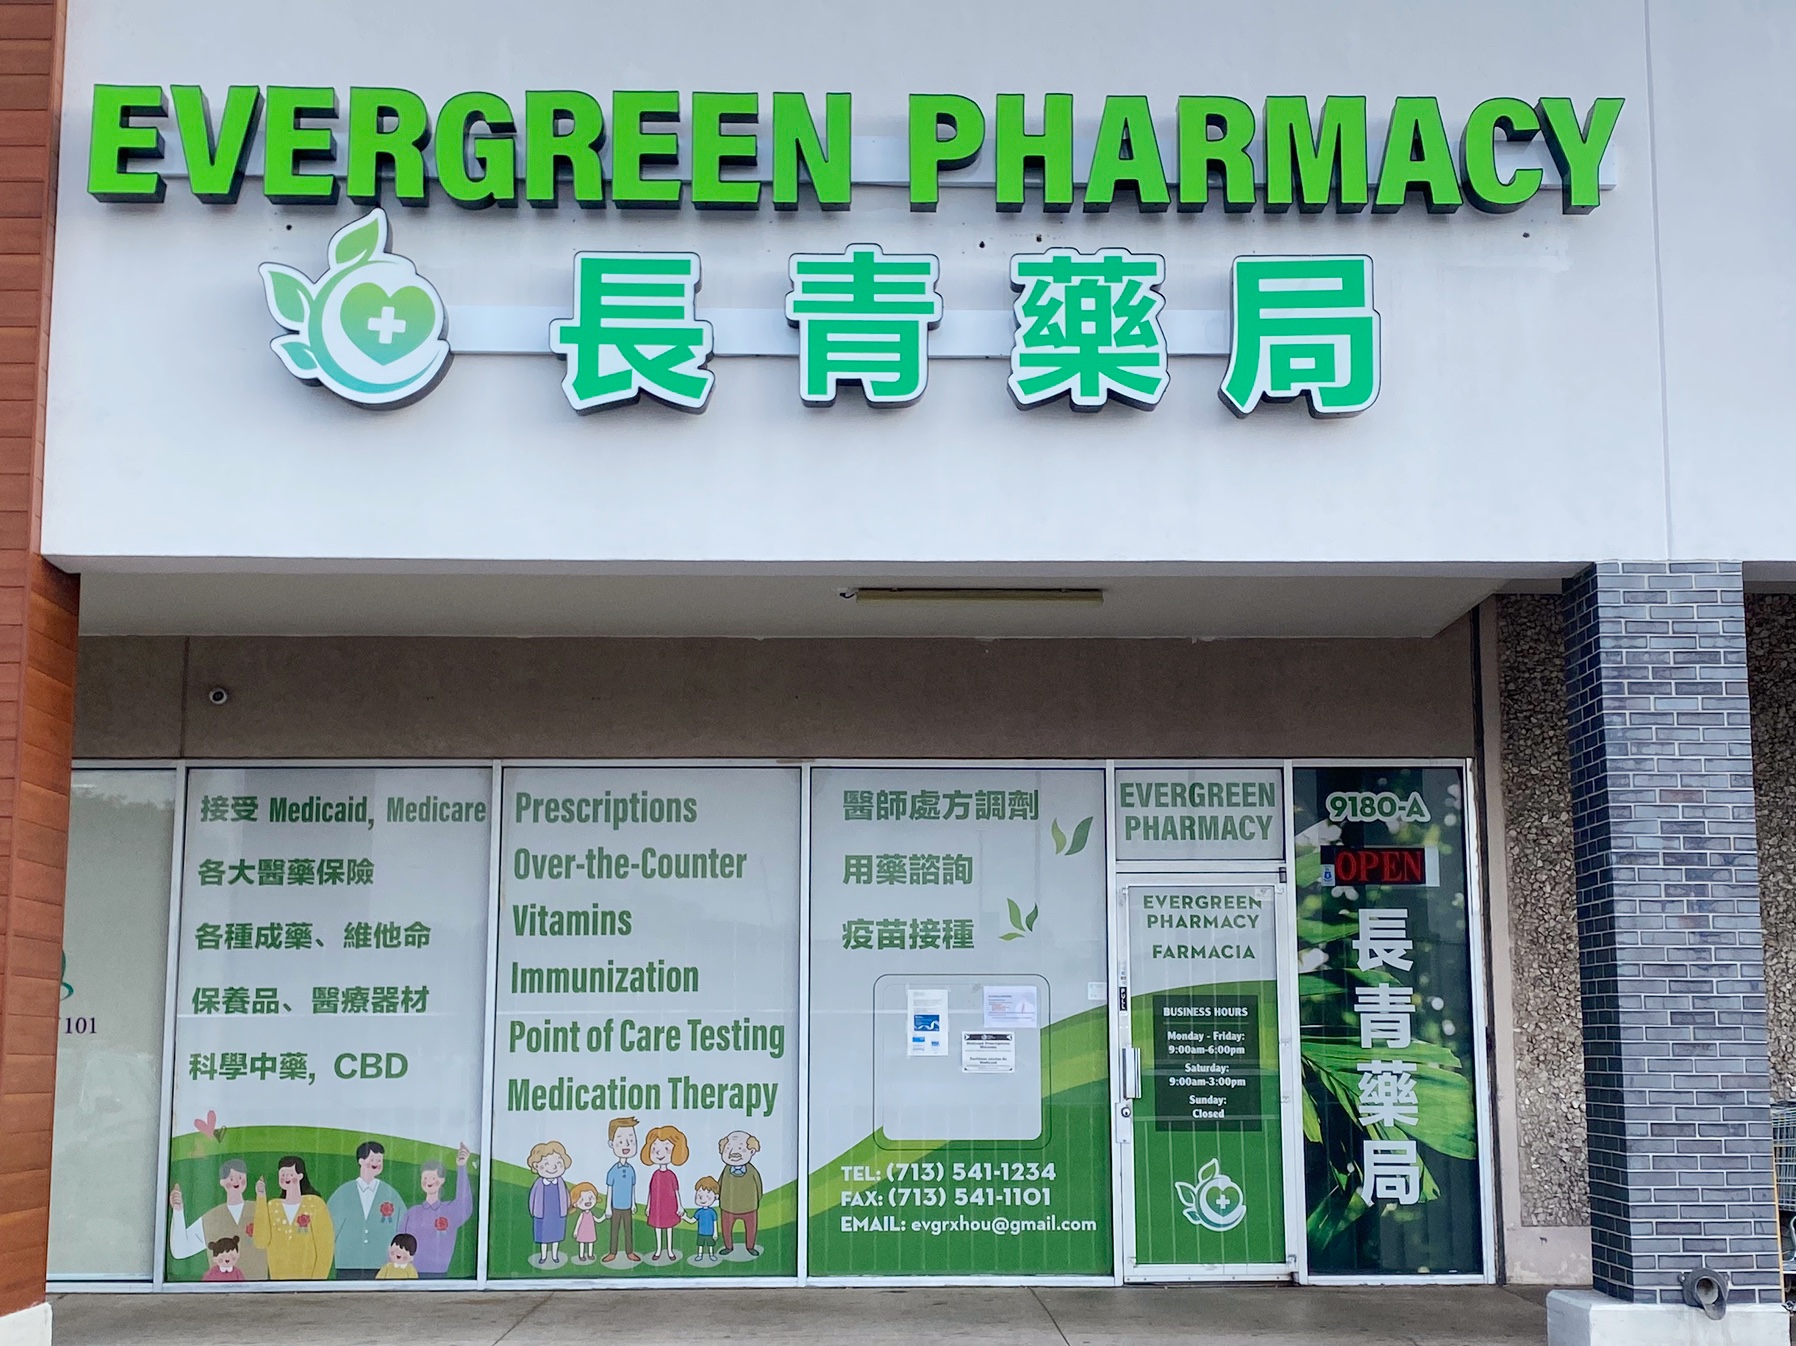 EVERGREEN PHARMACY
長青藥局
接受 Medicaid, Medicare
各大醫藥保險
各種成藥、維他命
保養品、醫療器材
科學中藥, CBD
Prescriptions
Over-the-Counter
Vitamins
Immunization
Point of Care Testing
Medication Therapy
醫師處方調劑
用藥諮詢
疫苗接種
TEL: (713) 541-1234
FAX: (713) 541-1101
EMAIL: evgrxhou@gmail.com
EVERGREEN
PHARMACY
EVERGREEN
PHARMACY
FARMACIA
PULL
BUSINESS HOURS
Monday - Friday:
9:00am-6:00pm
Saturday:
9:00am-3:00pm
Sunday:
Closed
9180-A
OPEN
長青藥局
101